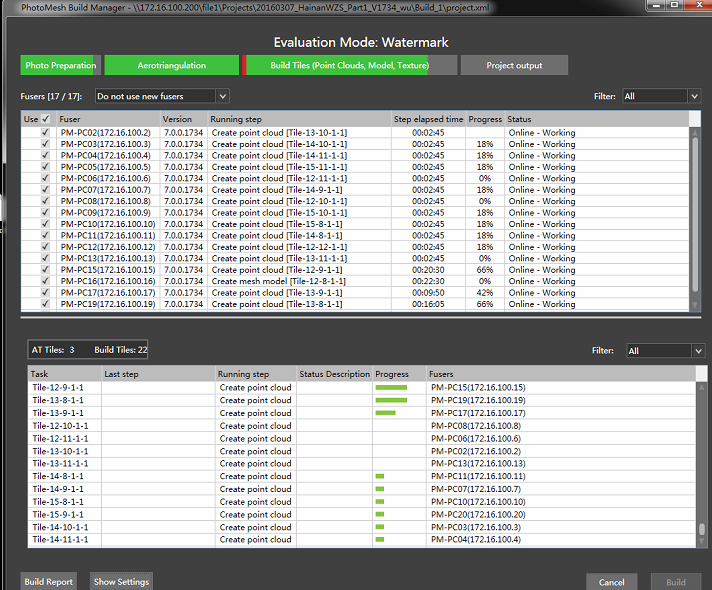 PhotoMesh Build Manager - \\172.16.100.200\file1\Projects\20160307_HainanWZS_Part1_V1734_wu\Build_1\project.xml
Evaluation Mode: Watermark
Photo Preparation Aerotriangulation Build Tiles (Point Clouds, Model, Texture) Project output
Fusers [17 / 17]: Do not use new fusers Filter: All
Use Fuser Version Running step Step elapsed time Progress Status
PM-PC02(172.16.100.2) 7.0.0.1734 Create point cloud [Tile-13-10-1-1] 00:02:45 Online - Working
PM-PC03(172.16.100.3) 7.0.0.1734 Create point cloud [Tile-14-10-1-1] 00:02:45 18% Online - Working
PM-PC04(172.16.100.4) 7.0.0.1734 Create point cloud [Tile-14-11-1-1] 00:02:45 18% Online - Working
PM-PC05(172.16.100.5) 7.0.0.1734 Create point cloud [Tile-15-11-1-1] 00:02:45 18% Online - Working
PM-PC06(172.16.100.6) 7.0.0.1734 Create point cloud [Tile-12-11-1-1] 00:02:45 0% Online - Working
PM-PC07(172.16.100.7) 7.0.0.1734 Create point cloud [Tile-14-9-1-1] 00:02:45 18% Online - Working
PM-PC08(172.16.100.8) 7.0.0.1734 Create point cloud [Tile-12-10-1-1] 00:02:45 0% Online - Working
PM-PC09(172.16.100.9) 7.0.0.1734 Create point cloud [Tile-15-10-1-1] 00:02:45 18% Online - Working
PM-PC10(172.16.100.10) 7.0.0.1734 Create point cloud [Tile-15-8-1-1] 00:02:45 18% Online - Working
PM-PC11(172.16.100.11) 7.0.0.1734 Create point cloud [Tile-14-8-1-1] 00:02:45 18% Online - Working
PM-PC12(172.16.100.12) 7.0.0.1734 Create point cloud [Tile-12-12-1-1] 00:02:45 18% Online - Working
PM-PC13(172.16.100.13) 7.0.0.1734 Create point cloud [Tile-13-11-1-1] 00:02:45 0% Online - Working
PM-PC15(172.16.100.15) 7.0.0.1734 Create point cloud [Tile-12-9-1-1] 00:20:30 66% Online - Working
PM-PC16(172.16.100.16) 7.0.0.1734 Create mesh model [Tile-12-8-1-1] 00:22:30 0% Online - Working
PM-PC17(172.16.100.17) 7.0.0.1734 Create point cloud [Tile-13-9-1-1] 00:09:50 42% Online - Working
PM-PC19(172.16.100.19) 7.0.0.1734 Create point cloud [Tile-13-8-1-1] 00:16:05 66% Online - Working
AT Tiles: 3 Build Tiles: 22 Filter: All
Task Last step Running step Status Description Progress Fusers
Tile-12-9-1-1 Create point cloud PM-PC15(172.16.100.15)
Tile-13-8-1-1 Create point cloud PM-PC19(172.16.100.19)
Tile-13-9-1-1 Create point cloud PM-PC17(172.16.100.17)
Tile-12-10-1-1 Create point cloud PM-PC08(172.16.100.8)
Tile-12-11-1-1 Create point cloud PM-PC06(172.16.100.6)
Tile-13-10-1-1 Create point cloud PM-PC02(172.16.100.2)
Tile-13-11-1-1 Create point cloud PM-PC13(172.16.100.13)
Tile-14-8-1-1 Create point cloud PM-PC11(172.16.100.11)
Tile-14-9-1-1 Create point cloud PM-PC07(172.16.100.7)
Tile-15-8-1-1 Create point cloud PM-PC10(172.16.100.10)
Tile-15-9-1-1 Create point cloud PM-PC20(172.16.100.20)
Tile-14-10-1-1 Create point cloud PM-PC03(172.16.100.3)
Tile-14-11-1-1 Create point cloud PM-PC04(172.16.100.4)
Build Report Show Settings Cancel Build